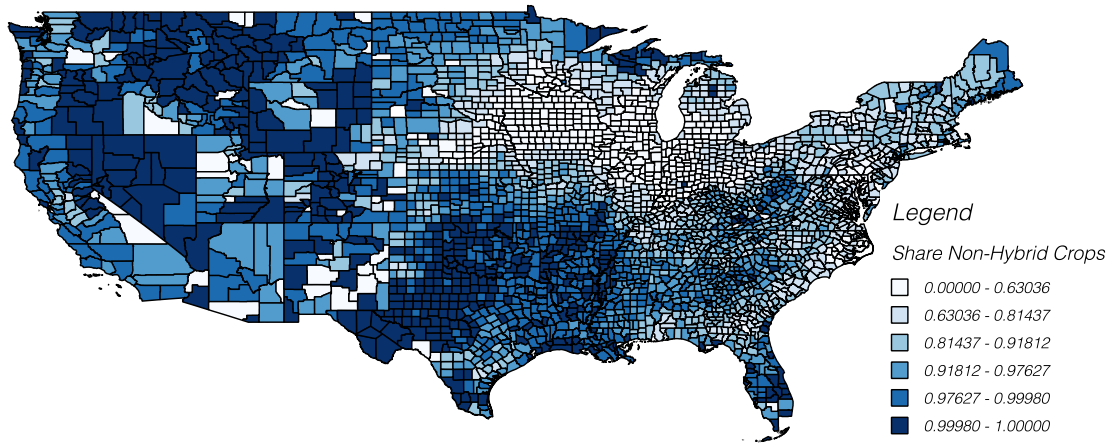 Legend
Share Non-Hybrid Crops
0.00000 - 0.63036
0.63036 - 0.81437
0.81437 - 0.91812
0.91812 - 0.97627
0.97627 - 0.99980
0.99980 - 1.00000